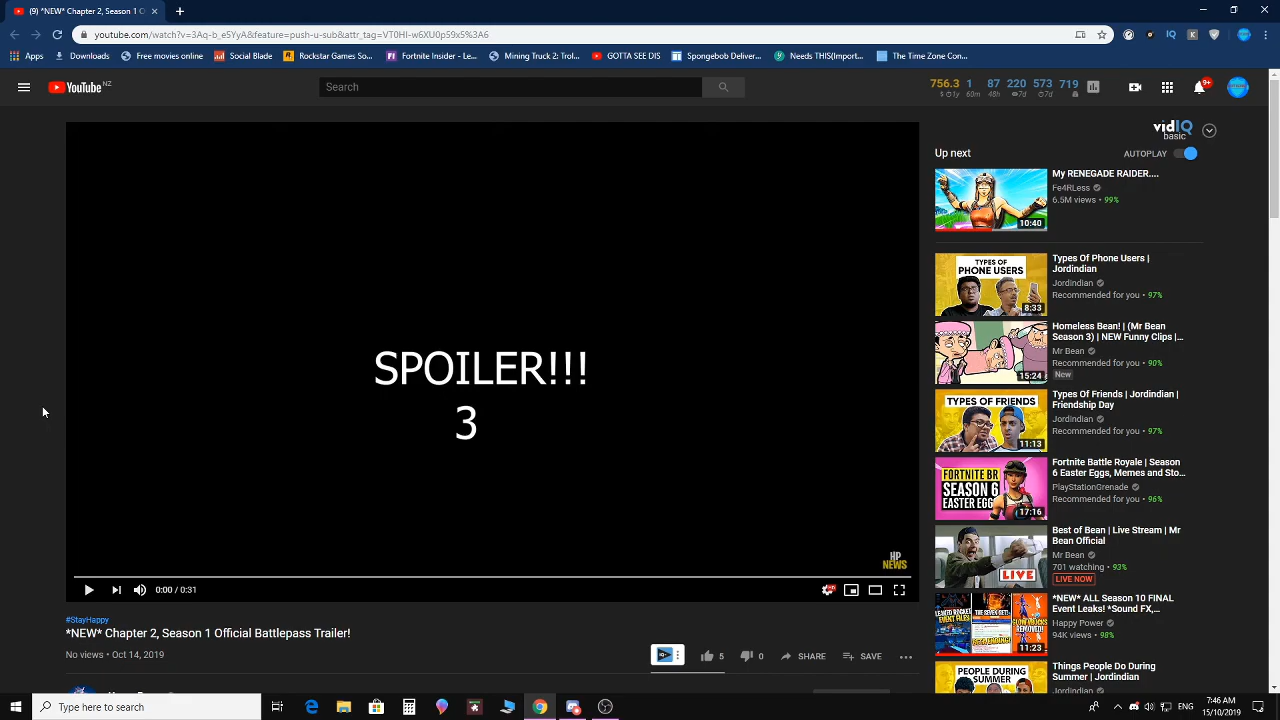 (9) *NEW* Chapter 2, Season 1 O
youtube.com/watch?v=3Aq-b_e5YyA&feature=push-u-sub&attr_tag=VT0HI-w6XU0p59x5%3A6
Apps
Downloads
Free movies online
Social Blade
Rockstar Games So...
Fortnite Insider - Le...
Mining Truck 2: Trol...
GOTTA SEE DIS
Spongebob Deliver...
Needs THIS(Import...
The Time Zone Con...
YouTube NZ
Search
756.3 1 87 220 573 719
1y 60m 48h 7d 7d
9+
SPOILER!!!
3
HP
NEWS
0:00 / 0:31
#StayHappy
*NEW* Chapter 2, Season 1 Official Batt
No views • Oct 14, 2019
5
0
SHARE
SAVE
vidIQ
basic
Up next
AUTOPLAY
My RENEGADE RAIDER....
Fe4RLess
6.5M views • 99%
10:40
TYPES OF
PHONE USERS
8:33
Types Of Phone Users |
Jordindian
Jordindian
Recommended for you • 97%
15:24
Homeless Bean! | (Mr Bean
Season 3) | NEW Funny Clips |...
Mr Bean
Recommended for you • 90%
New
TYPES OF FRIENDS
11:13
Types Of Friends | Jordindian |
Friendship Day
Jordindian
Recommended for you • 97%
FORTNITE BR
SEASON 6
EASTER EGG
17:16
Fortnite Battle Royale | Season
6 Easter Eggs, Memes and Sto...
PlayStationGrenade
Recommended for you • 96%
LIVE
Best of Bean | Live Stream | Mr
Bean Official
Mr Bean
701 watching • 93%
LIVE NOW
11:23
*NEW* ALL Season 10 FINAL
Event Leaks! *Sound FX,...
Happy Power
94K views • 98%
PEOPLE DURING
SUMMER
Things People Do During
Summer | Jordindian
Jordindian
Type here to search
ENG
7:46 AM
15/10/2019